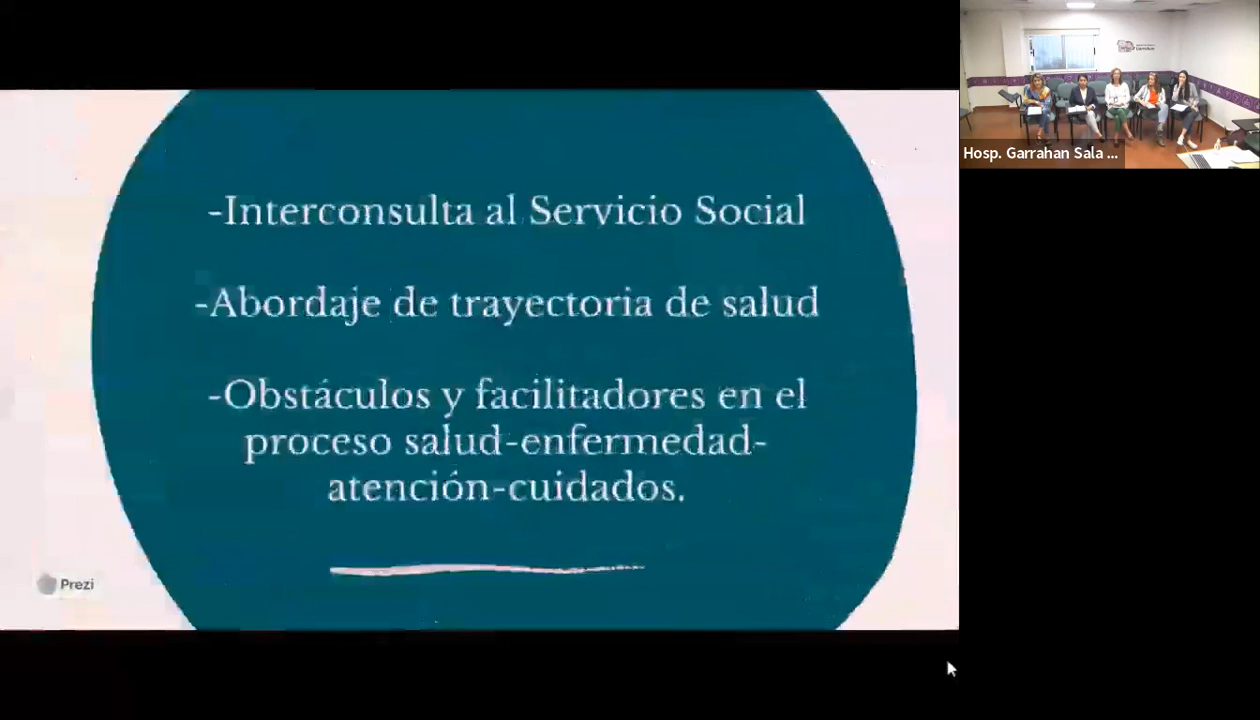 -Interconsulta al Servicio Social
-Abordaje de trayectoria de salud
-Obstáculos y facilitadores en el
proceso salud-enfermedad-
atención-cuidados.
Prezi
Hosp. Garrahan Sala ...